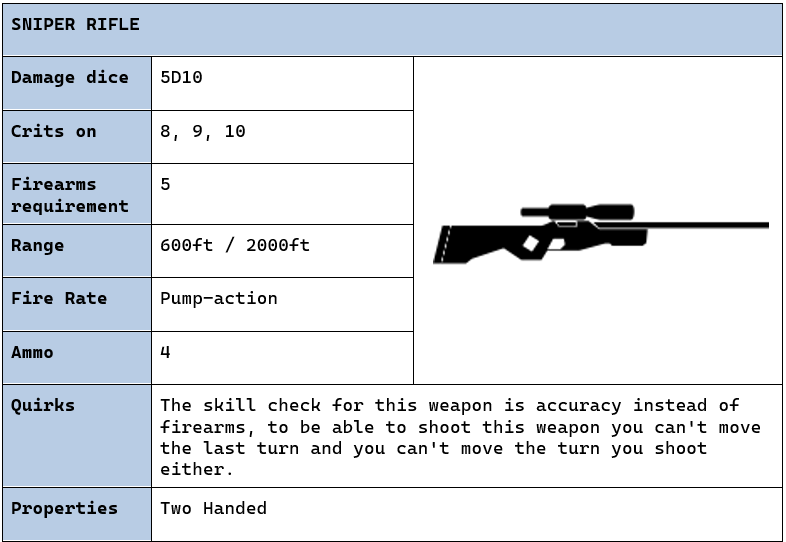 SNIPER RIFLE
Damage dice 5D10
Crits on 8, 9, 10
Firearms
requirement 5
Range 600ft / 2000ft
Fire Rate Pump-action
Ammo 4
Quirks The skill check for this weapon is accuracy instead of
firearms, to be able to shoot this weapon you can't move
the last turn and you can't move the turn you shoot
either.
Properties Two Handed